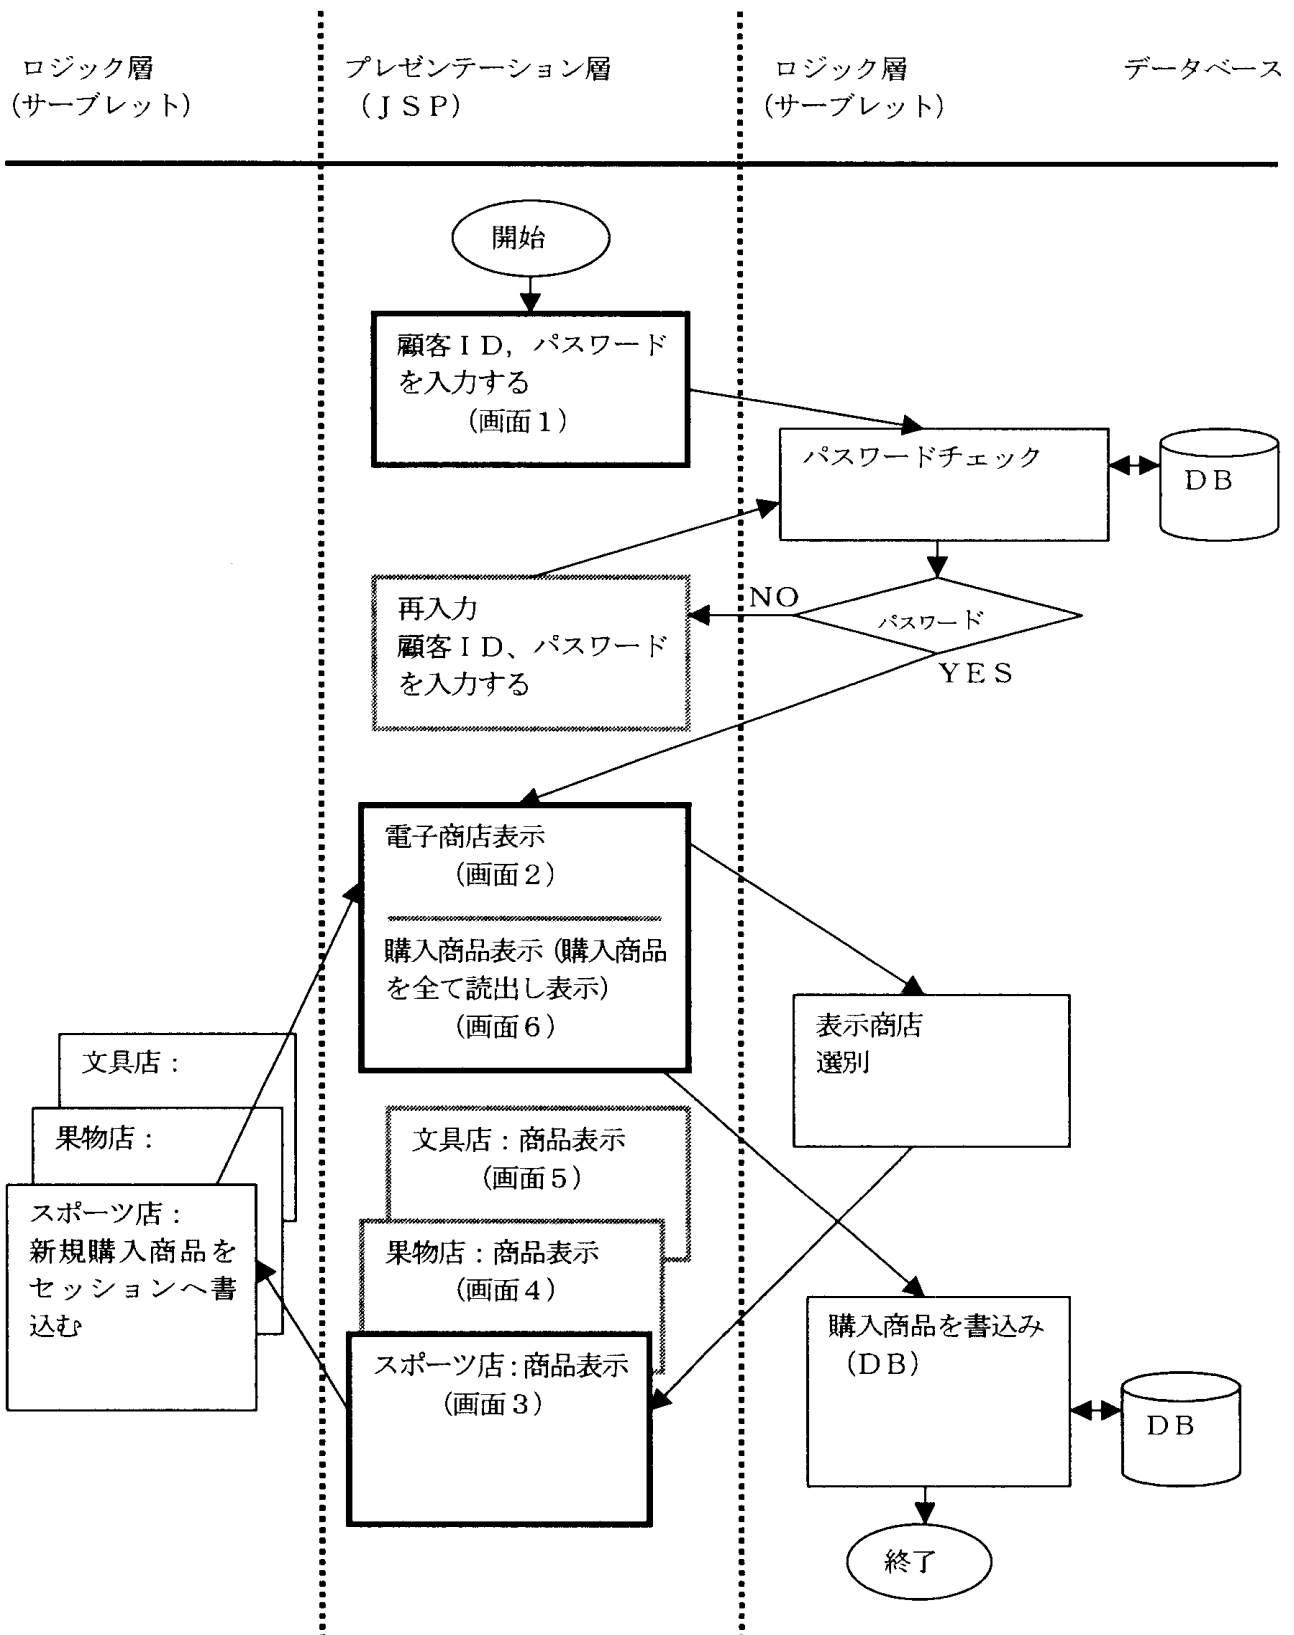 ロジック層
(サーブレット)
プレゼンテーション層
(JSP)
ロジック層
(サーブレット)
データベース
開始
顧客ID,パスワード
を入力する
(画面1)
パスワードチェック
DB
再入力
顧客ID、パスワード
を入力する
NO
パスワード
YES
電子商店表示
(画面2)
購入商品表示(購入商品
を全て読出し表示)
(画面6)
表示商店
選別
文具店:
果物店:
スポーツ店:
新規購入商品を
セッションへ書
込む
文具店:商品表示
(画面5)
果物店:商品表示
(画面4)
スポーツ店:商品表示
(画面3)
購入商品を書込み
(DB)
DB
終了